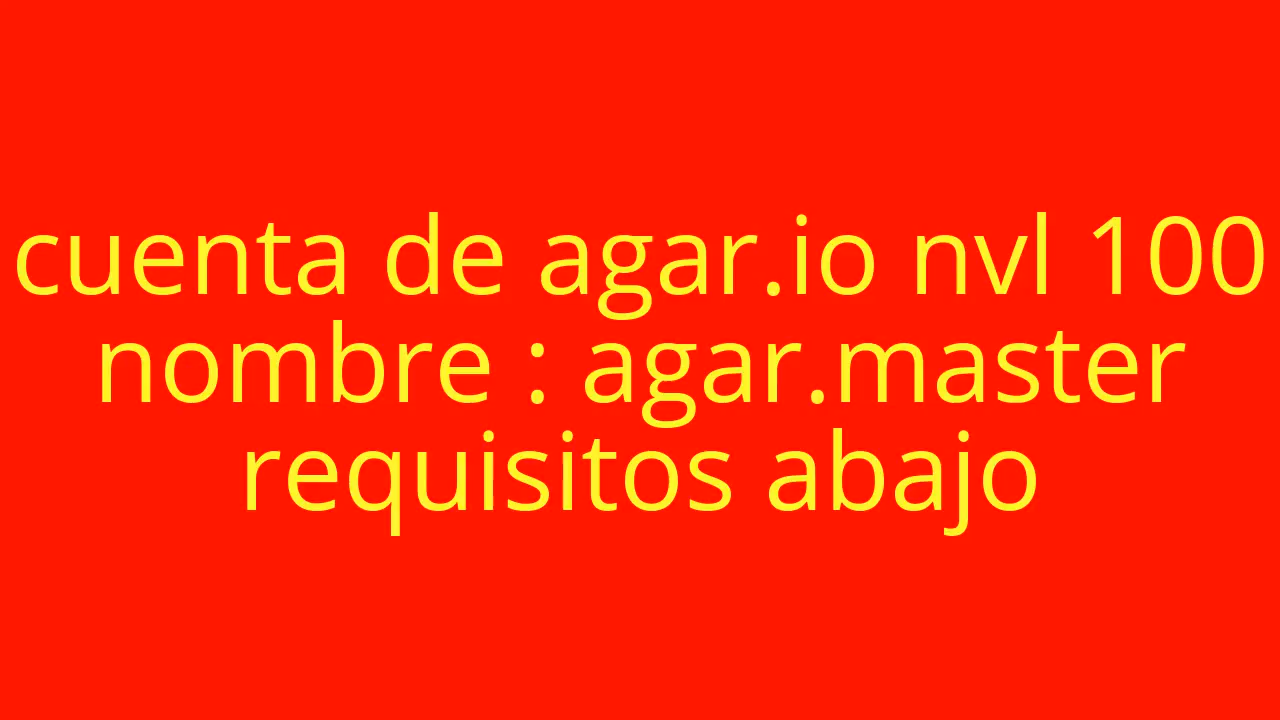 cuenta de agar.io nvl 100
nombre : agar.master
requisitos abajo